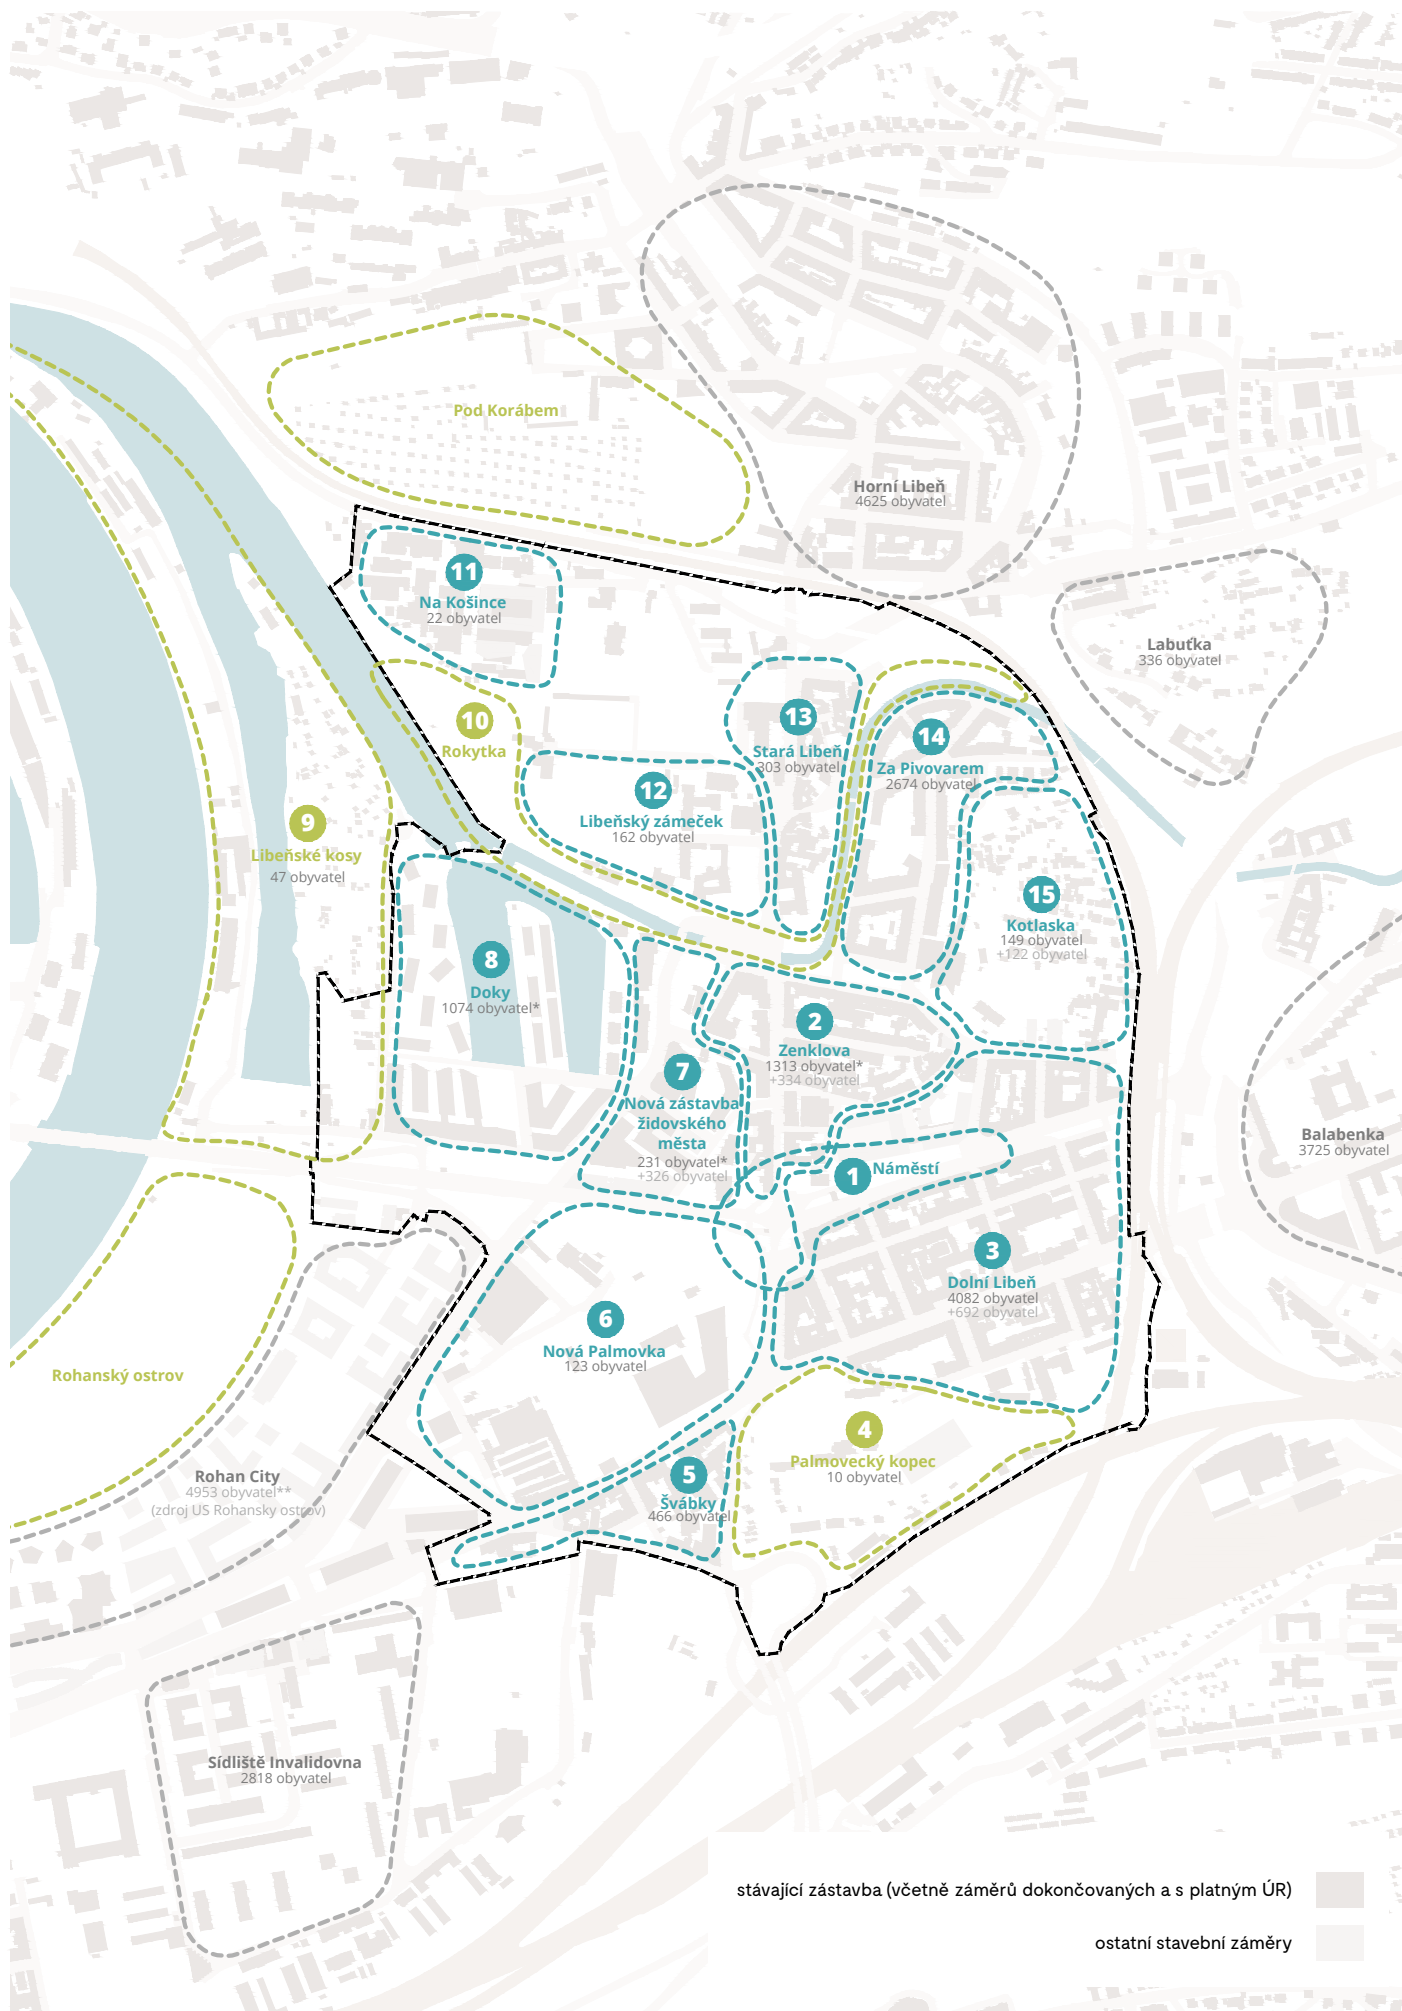 Pod Korábem
Horní Libeň
4625 obyvatel
11
Na Košince
22 obyvatel
Labuťka
336 obyvatel
10
Rokytka
13
Stará Libeň
303 obyvatel
14
Za Pivovarem
2674 obyvatel
12
Libeňský zámeček
162 obyvatel
9
Libeňské kosy
47 obyvatel
15
Kotlaska
149 obyvatel
+122 obyvatel
8
Doky
1074 obyvatel*
2
Zenklova
1313 obyvatel*
+334 obyvatel
7
Nová zástavba
židovského
města
231 obyvatel*
+326 obyvatel
Balabenka
3725 obyvatel
1
Náměstí
3
Dolní Libeň
4082 obyvatel
+692 obyvatel
6
Nová Palmovka
123 obyvatel
Rohanský ostrov
4
Palmovecký kopec
10 obyvatel
5
Švábky
466 obyvatel
Rohan City
4953 obyvatel**
(zdroj US Rohansky ostrov)
Sídliště Invalidovna
2818 obyvatel
stávající zástavba (včetně záměrů dokončovaných a s platným ÚR)
ostatní stavební záměry